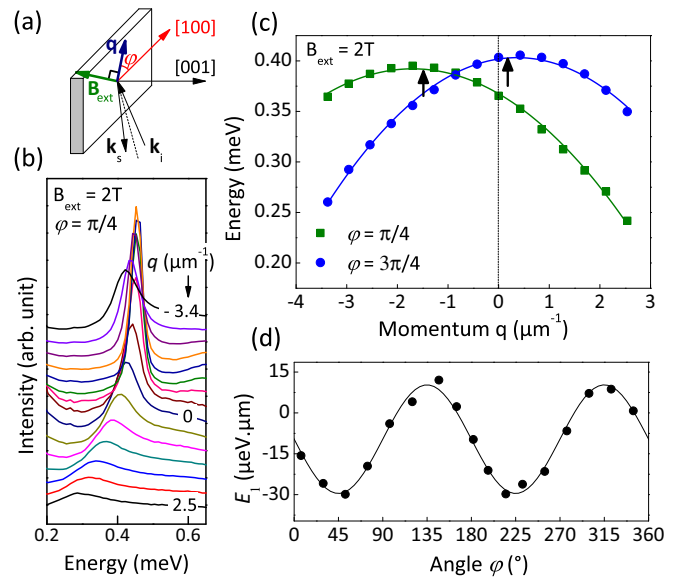 (a)
q
φ
[100]
[001]
B_ext
k_s
k_i
(b)
B_ext = 2T
φ = π/4
q (μm⁻¹)
- 3.4
0
2.5
Intensity (arb. unit)
0.2 0.4 0.6
Energy (meV)
(c)
B_ext = 2T
0.40
0.35
0.30
0.25
0.20
Energy (meV)
φ = π/4
φ = 3π/4
-4 -3 -2 -1 0 1 2 3
Momentum q (μm⁻¹)
(d)
15
0
-15
-30
E₁ (μeV.μm)
0 45 90 135 180 225 270 315 360
Angle φ (°)